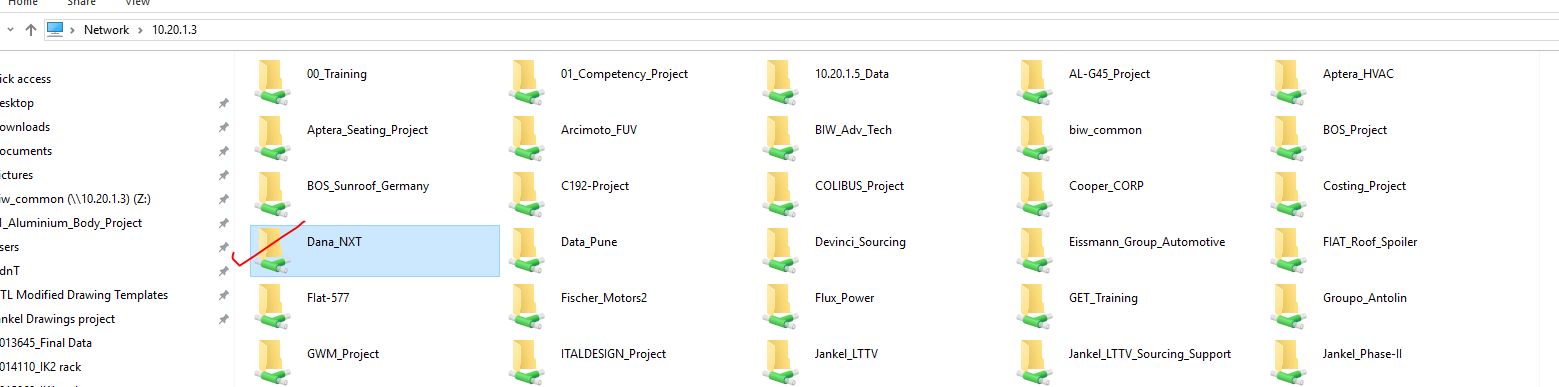 Home Share View
Network > 10.20.1.3
ick access
esktop
ownloads
ocuments
ictures
iw_common (\\10.20.1.3) (Z:)
l_Aluminium_Body_Project
sers
dnT
TL Modified Drawing Templates
ankel Drawings project
013645_Final Data
014110_IK2 rack
00_Training 01_Competency_Project 10.20.1.5_Data AL-G45_Project Aptera_HVAC
Aptera_Seating_Project Arcimoto_FUV BIW_Adv_Tech biw_common BOS_Project
BOS_Sunroof_Germany C192-Project COLIBUS_Project Cooper_CORP Costing_Project
Dana_NXT Data_Pune Devinci_Sourcing Eissmann_Group_Automotive FIAT_Roof_Spoiler
Flat-577 Fischer_Motors2 Flux_Power GET_Training Groupo_Antolin
GWM_Project ITALDESIGN_Project Jankel_LTTV Jankel_LTTV_Sourcing_Support Jankel_Phase-II